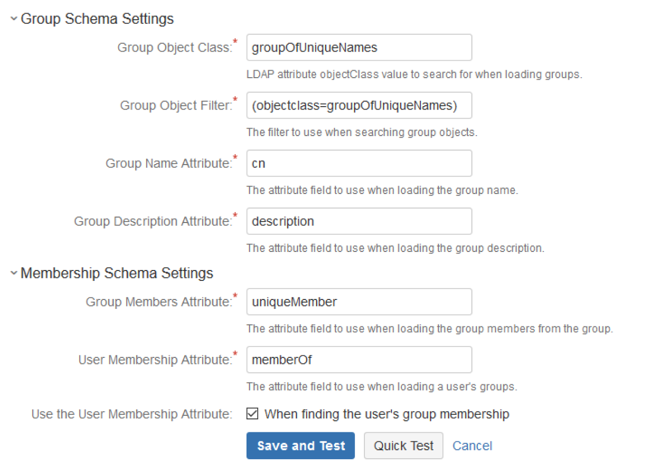 Group Schema Settings
Group Object Class:* groupOfUniqueNames
LDAP attribute objectClass value to search for when loading groups.
Group Object Filter:* (objectclass=groupOfUniqueNames)
The filter to use when searching group objects.
Group Name Attribute:* cn
The attribute field to use when loading the group name.
Group Description Attribute:* description
The attribute field to use when loading the group description.
Membership Schema Settings
Group Members Attribute:* uniqueMember
The attribute field to use when loading the group members from the group.
User Membership Attribute:* memberOf
The attribute field to use when loading a user's groups.
Use the User Membership Attribute: When finding the user's group membership
Save and Test Quick Test Cancel